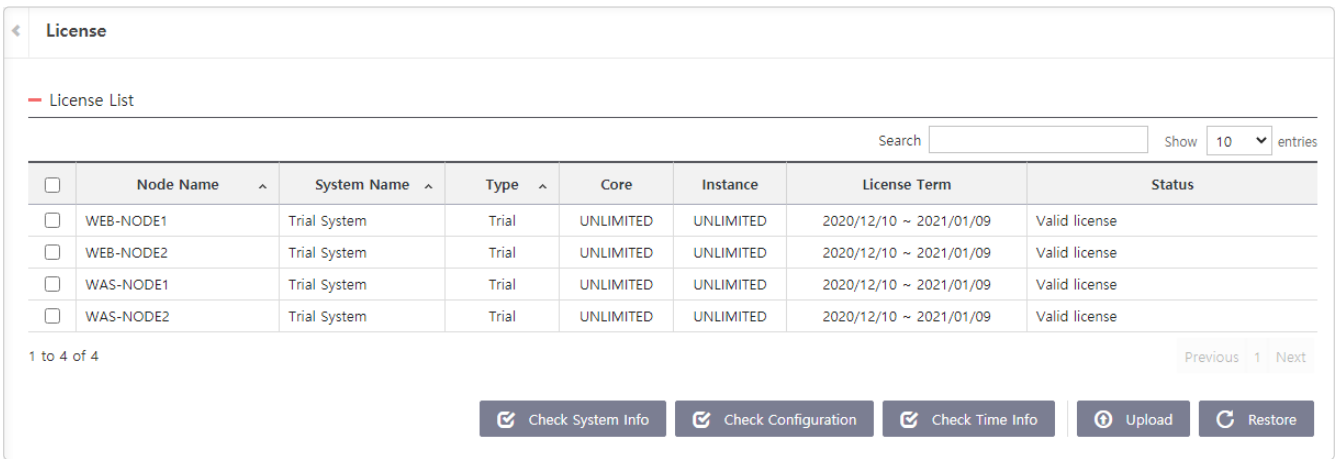 License
License List
Search Show 10 entries
Node Name System Name Type Core Instance License Term Status
WEB-NODE1 Trial System Trial UNLIMITED UNLIMITED 2020/12/10 ~ 2021/01/09 Valid license
WEB-NODE2 Trial System Trial UNLIMITED UNLIMITED 2020/12/10 ~ 2021/01/09 Valid license
WAS-NODE1 Trial System Trial UNLIMITED UNLIMITED 2020/12/10 ~ 2021/01/09 Valid license
WAS-NODE2 Trial System Trial UNLIMITED UNLIMITED 2020/12/10 ~ 2021/01/09 Valid license
1 to 4 of 4 Previous 1 Next
Check System Info Check Configuration Check Time Info Upload Restore